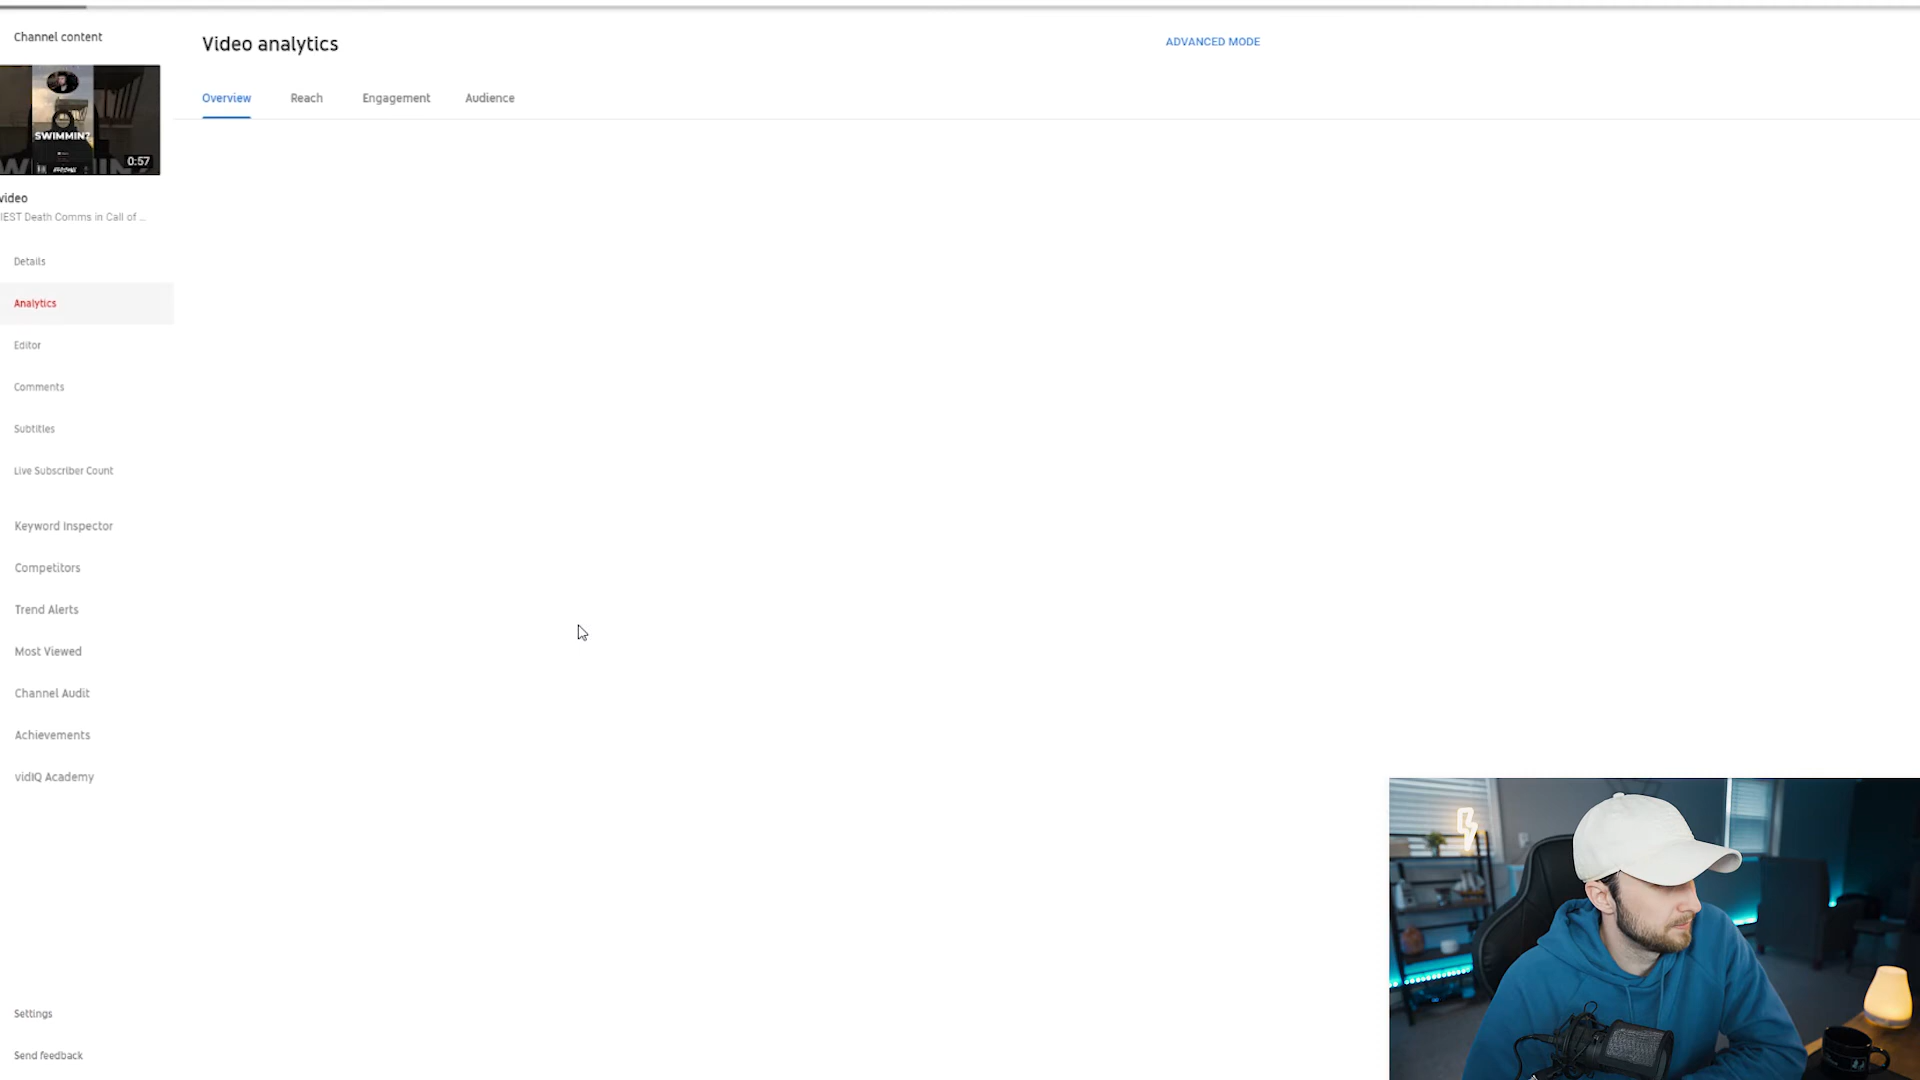 Channel content
Video analytics
ADVANCED MODE
Overview
Reach
Engagement
Audience
SWIMMIN?
0:57
video
IEST Death Comms in Call of ...
Details
Analytics
Editor
Comments
Subtitles
Live Subscriber Count
Keyword Inspector
Competitors
Trend Alerts
Most Viewed
Channel Audit
Achievements
vidIQ Academy
Settings
Send feedback